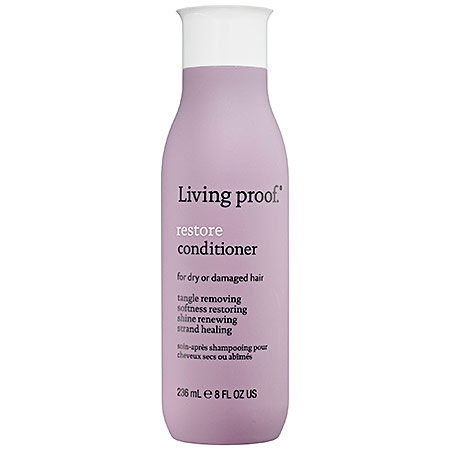 Living proof.®
restore
conditioner
for dry or damaged hair
tangle removing
softness restoring
shine renewing
strand healing
soin-après shampooing pour
cheveux secs ou abîmés
236 mL ℮ 8 FL OZ US